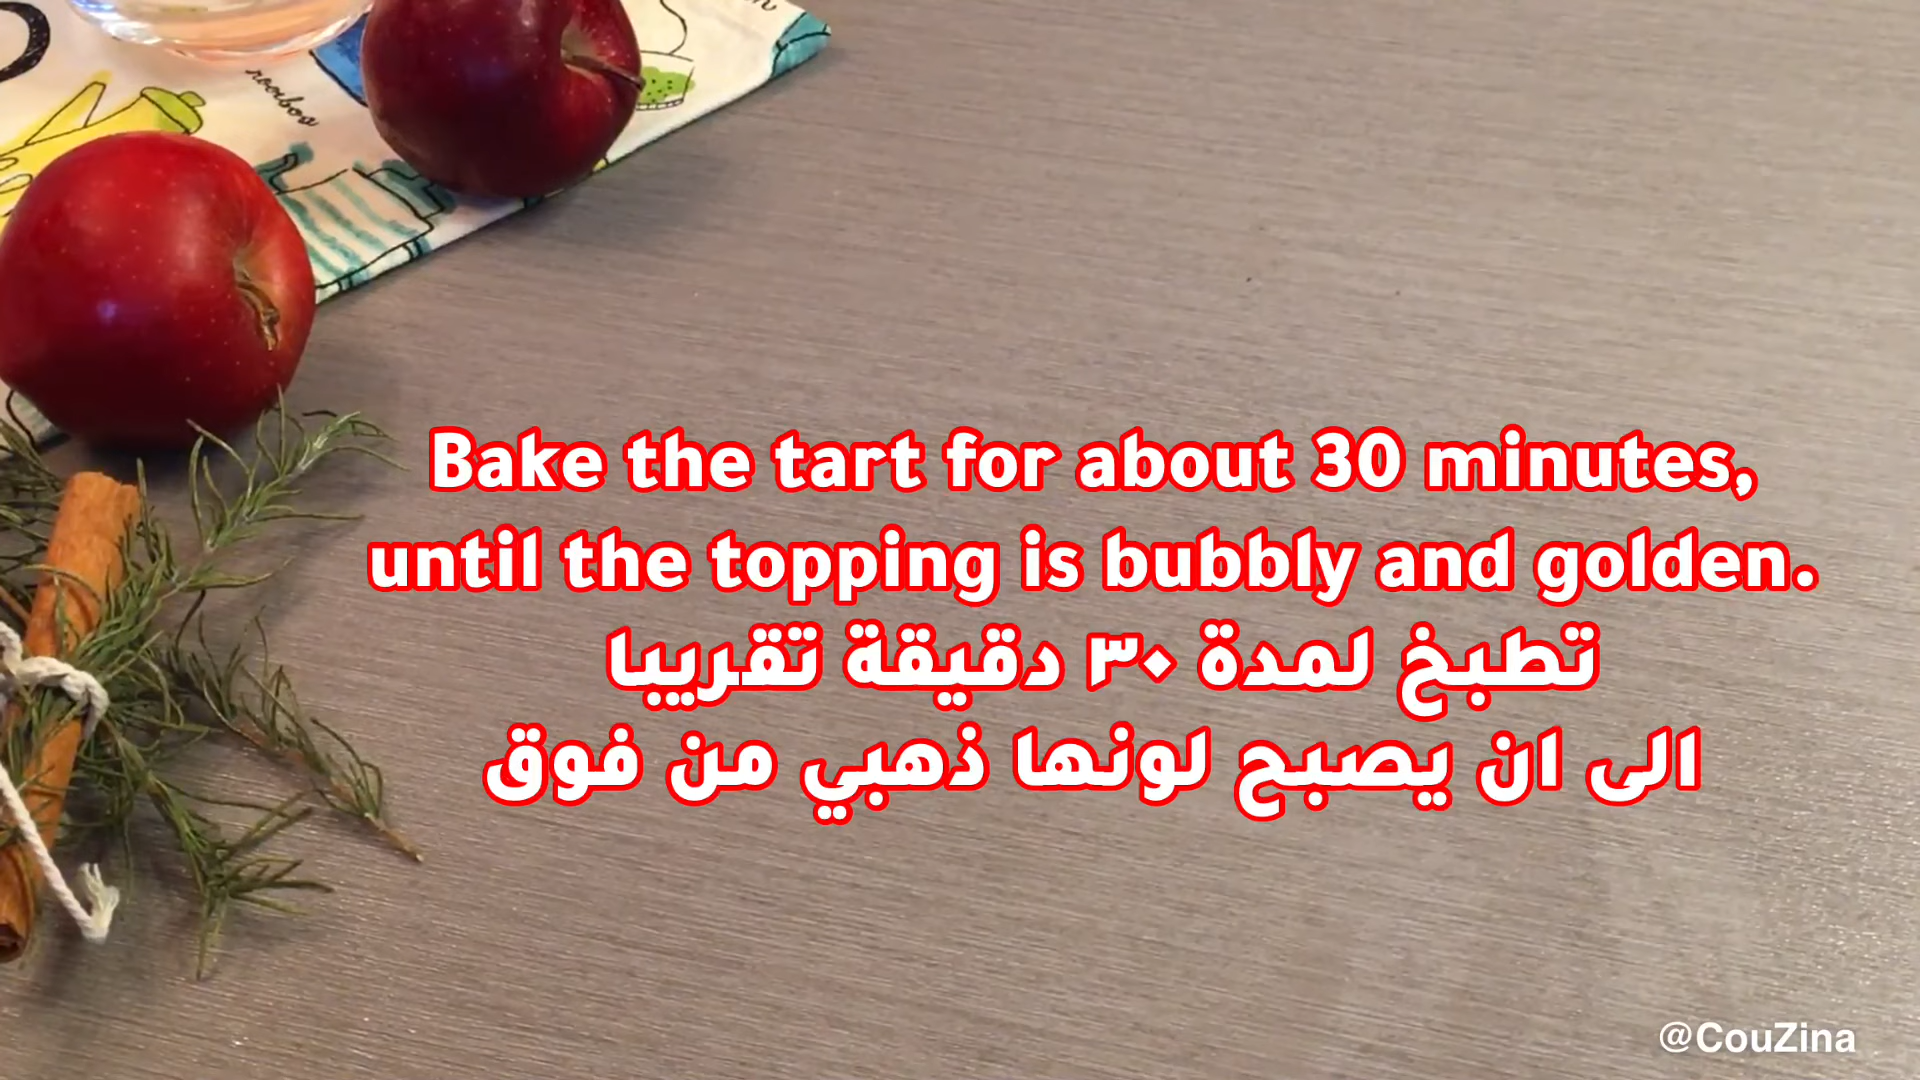 rooibos
Bake the tart for about 30 minutes,
until the topping is bubbly and golden.
تطبخ لمدة ٣٠ دقيقة تقريبا
الى ان يصبح لونها ذهبي من فوق
@CouZina